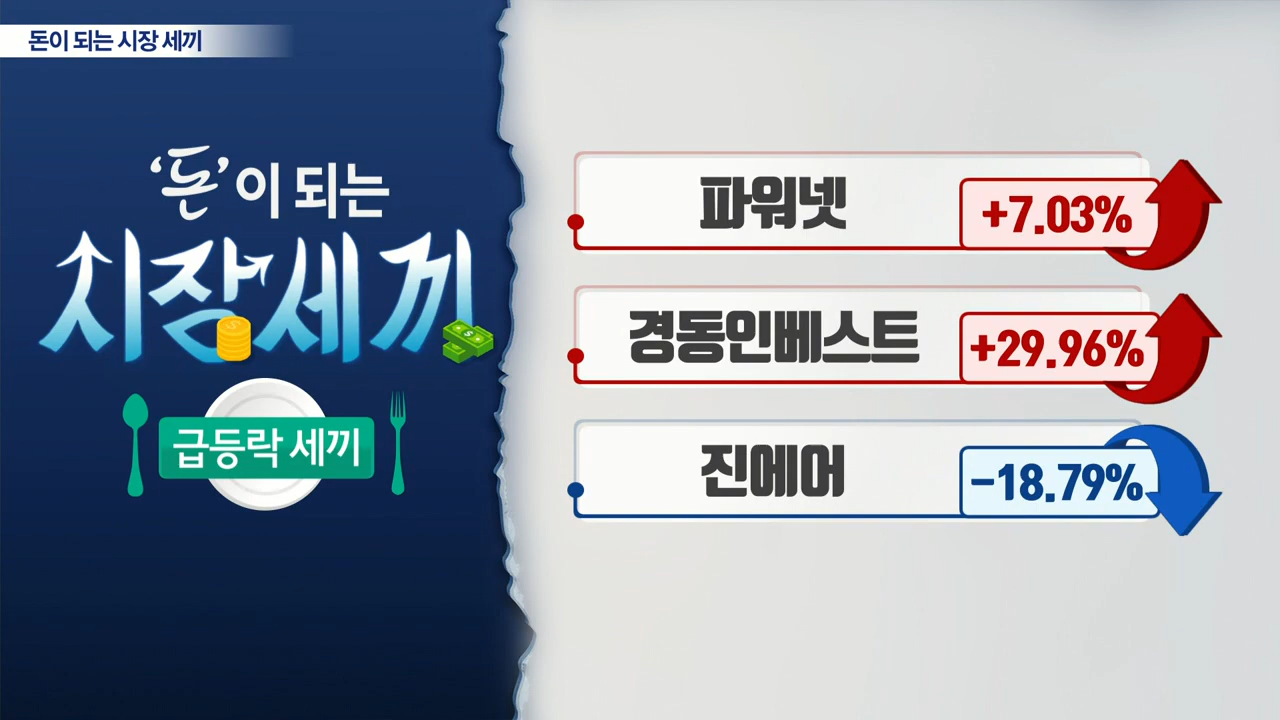 돈이 되는 시장 세끼
‘돈’이 되는
시장세끼
급등락 세끼
파워넷
+7.03%
경동인베스트
+29.96%
진에어
-18.79%